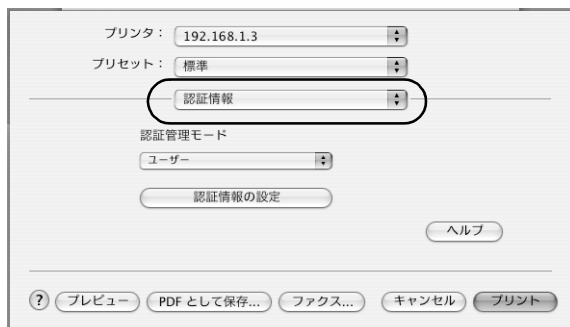 プリンタ： 192.168.1.3
プリセット： 標準
認証情報
認証管理モード
ユーザー
認証情報の設定
ヘルプ
? プレビュー PDF として保存... ファクス... キャンセル プリント